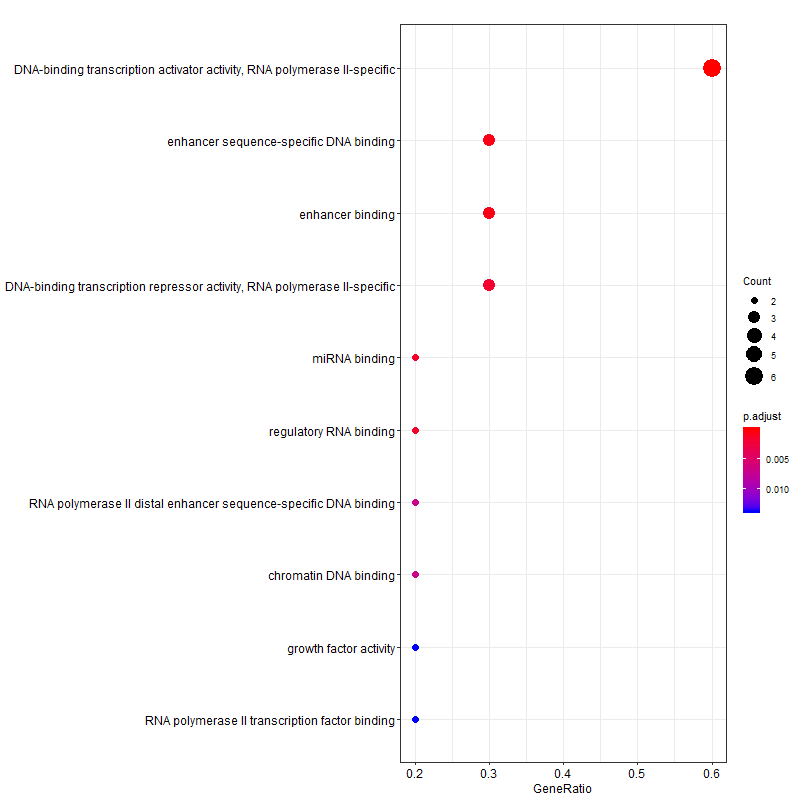 DNA-binding transcription activator activity, RNA polymerase II-specific
enhancer sequence-specific DNA binding
enhancer binding
DNA-binding transcription repressor activity, RNA polymerase II-specific
miRNA binding
regulatory RNA binding
RNA polymerase II distal enhancer sequence-specific DNA binding
chromatin DNA binding
growth factor activity
RNA polymerase II transcription factor binding
0.2 0.3 0.4 0.5 0.6
GeneRatio
Count
2
3
4
5
6
p.adjust
0.005
0.010